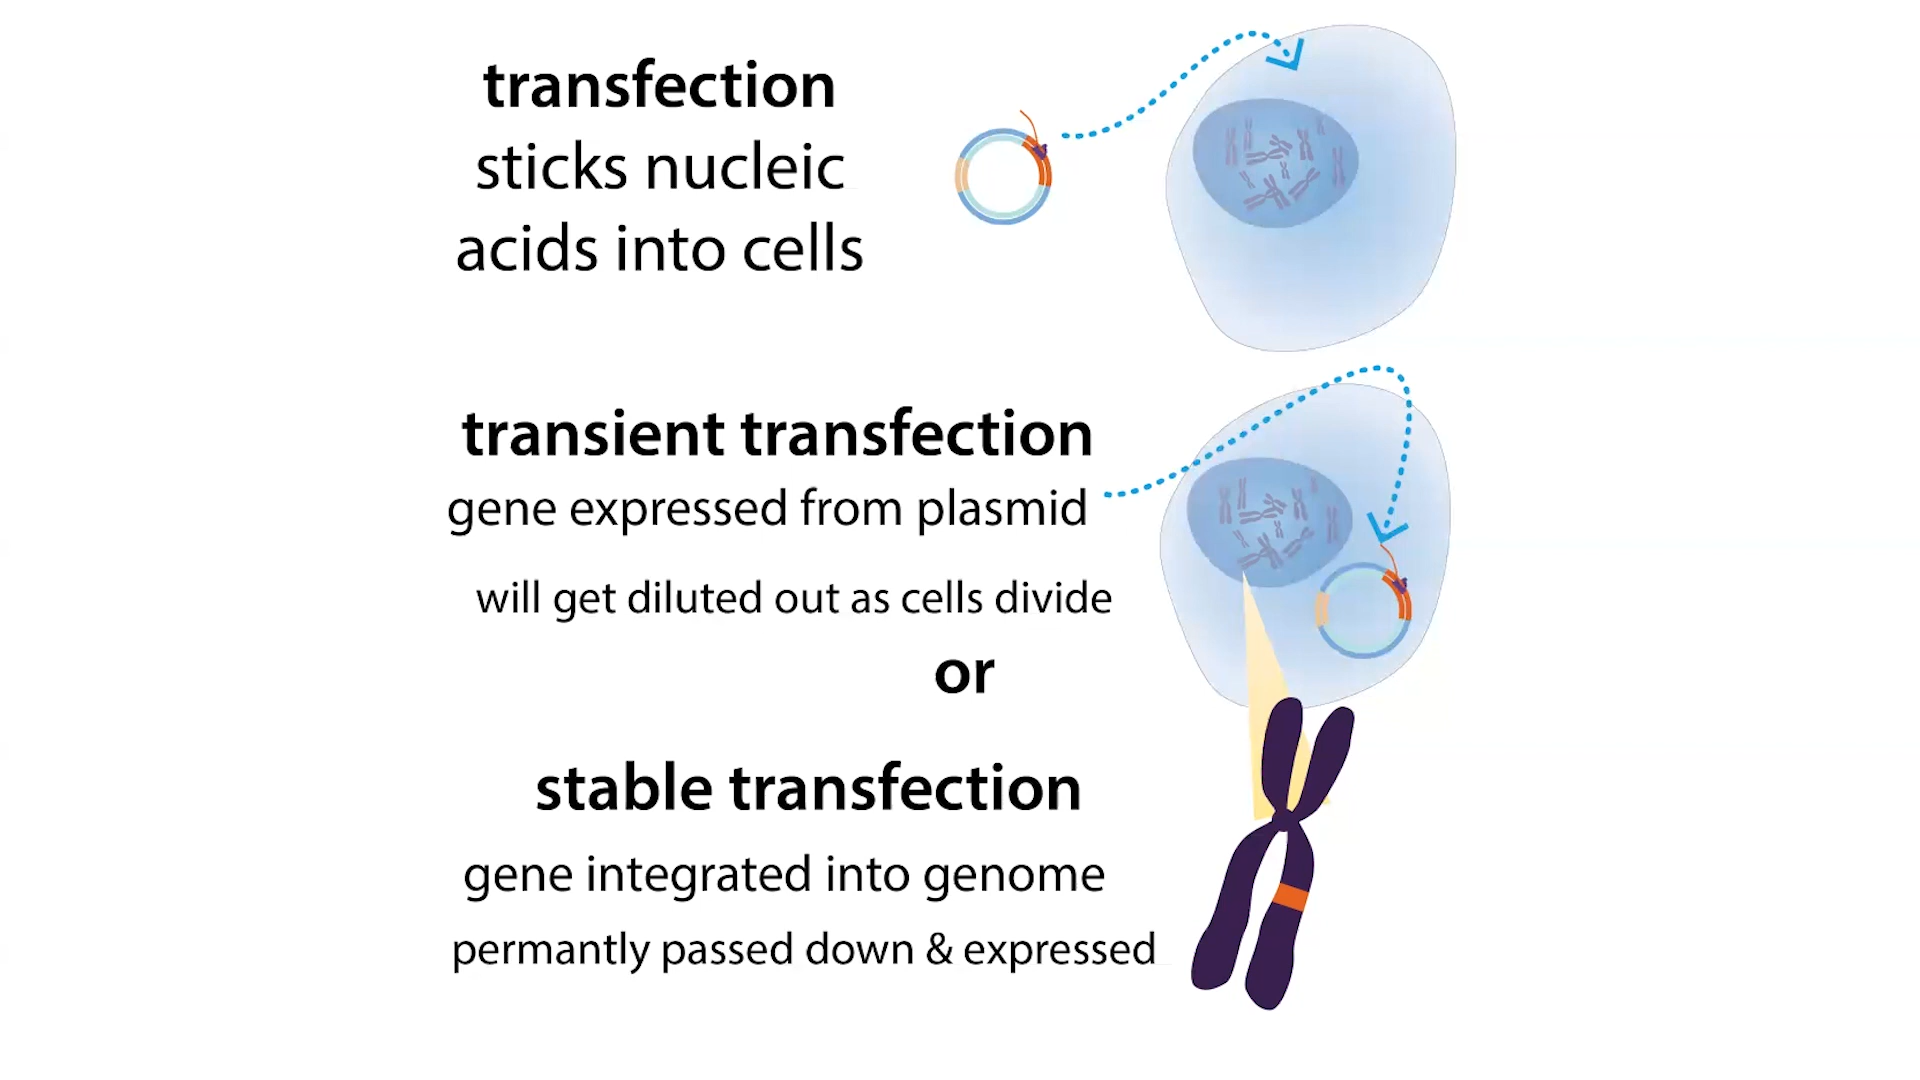 transfection
sticks nucleic
acids into cells
transient transfection
gene expressed from plasmid
will get diluted out as cells divide
or
stable transfection
gene integrated into genome
permantly passed down & expressed